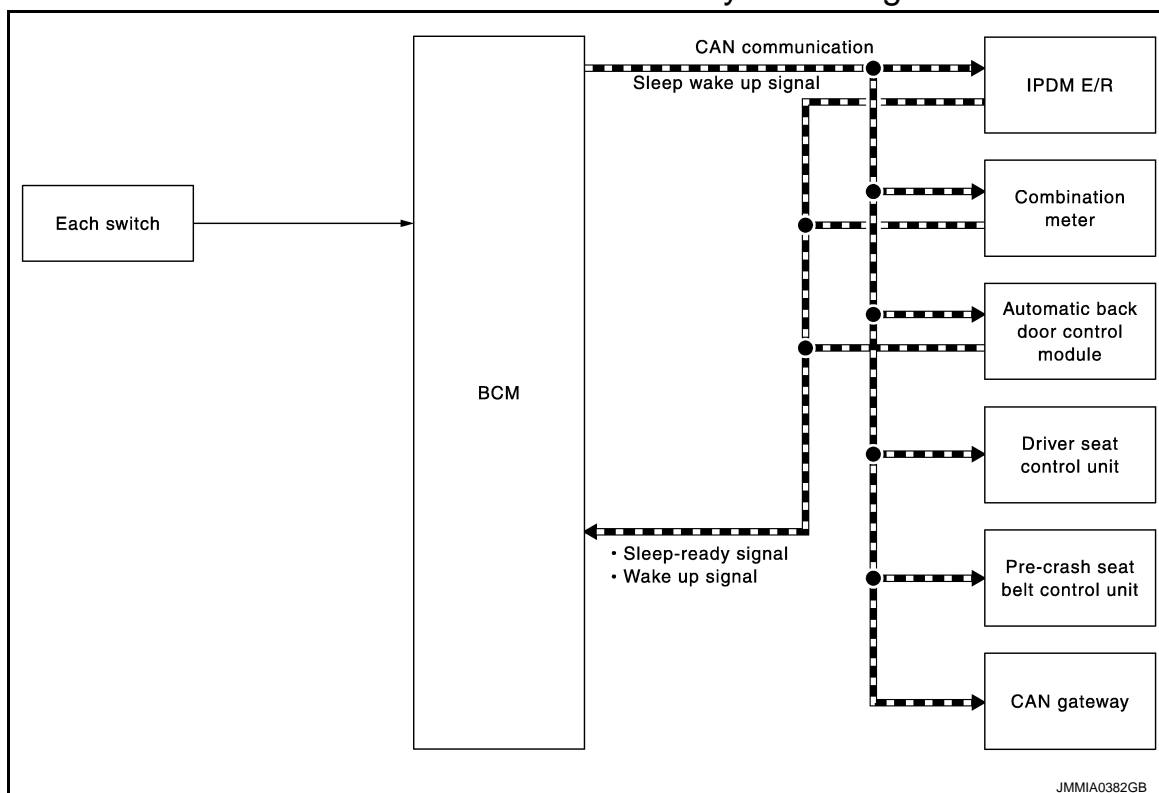 CAN communication
Sleep wake up signal
IPDM E/R
Each switch
BCM
Combination
meter
Automatic back
door control
module
Driver seat
control unit
• Sleep-ready signal
• Wake up signal
Pre-crash seat
belt control unit
CAN gateway
JMMIA0382GB